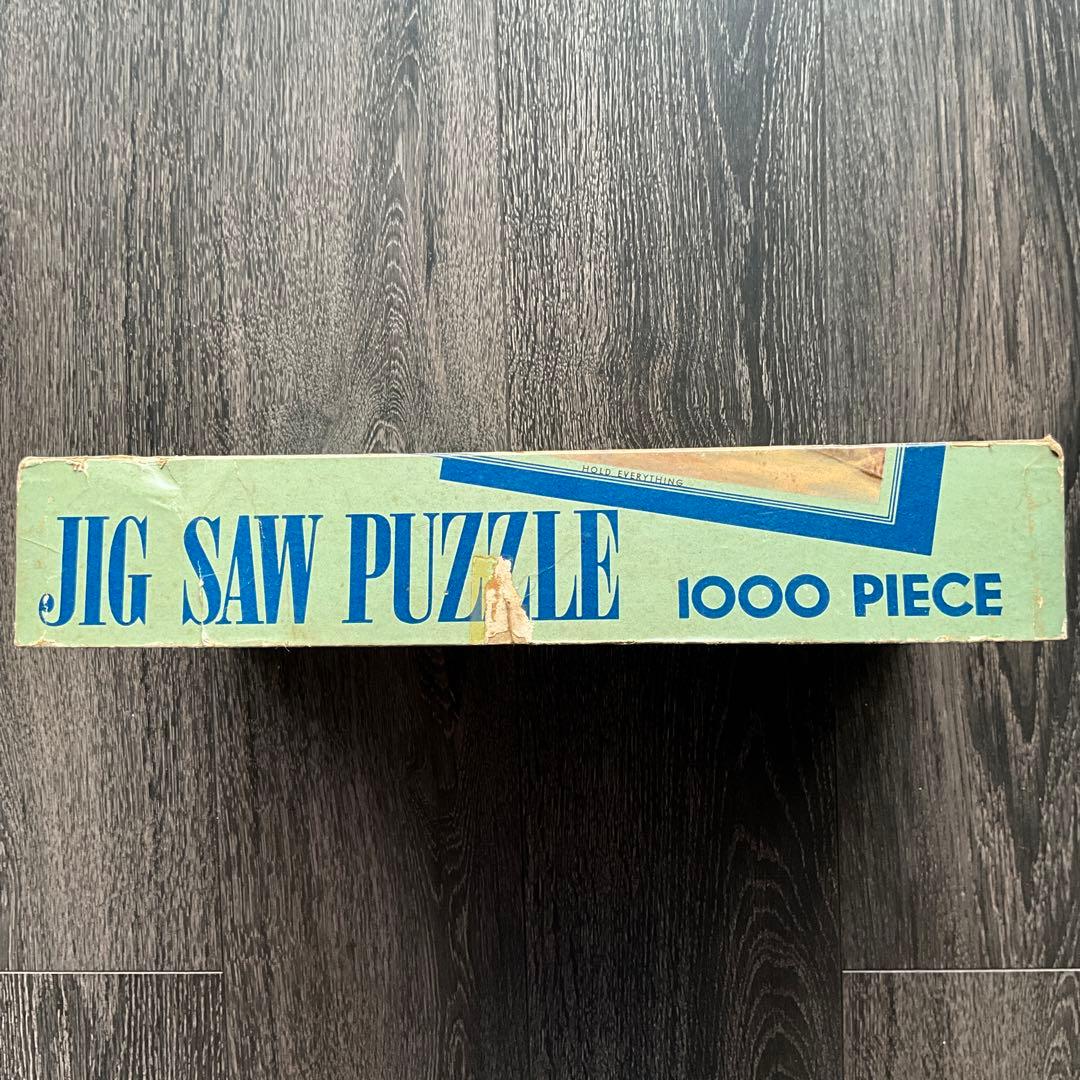 HOLD EVERYTHING
JIG SAW PUZZLE
1000 PIECE